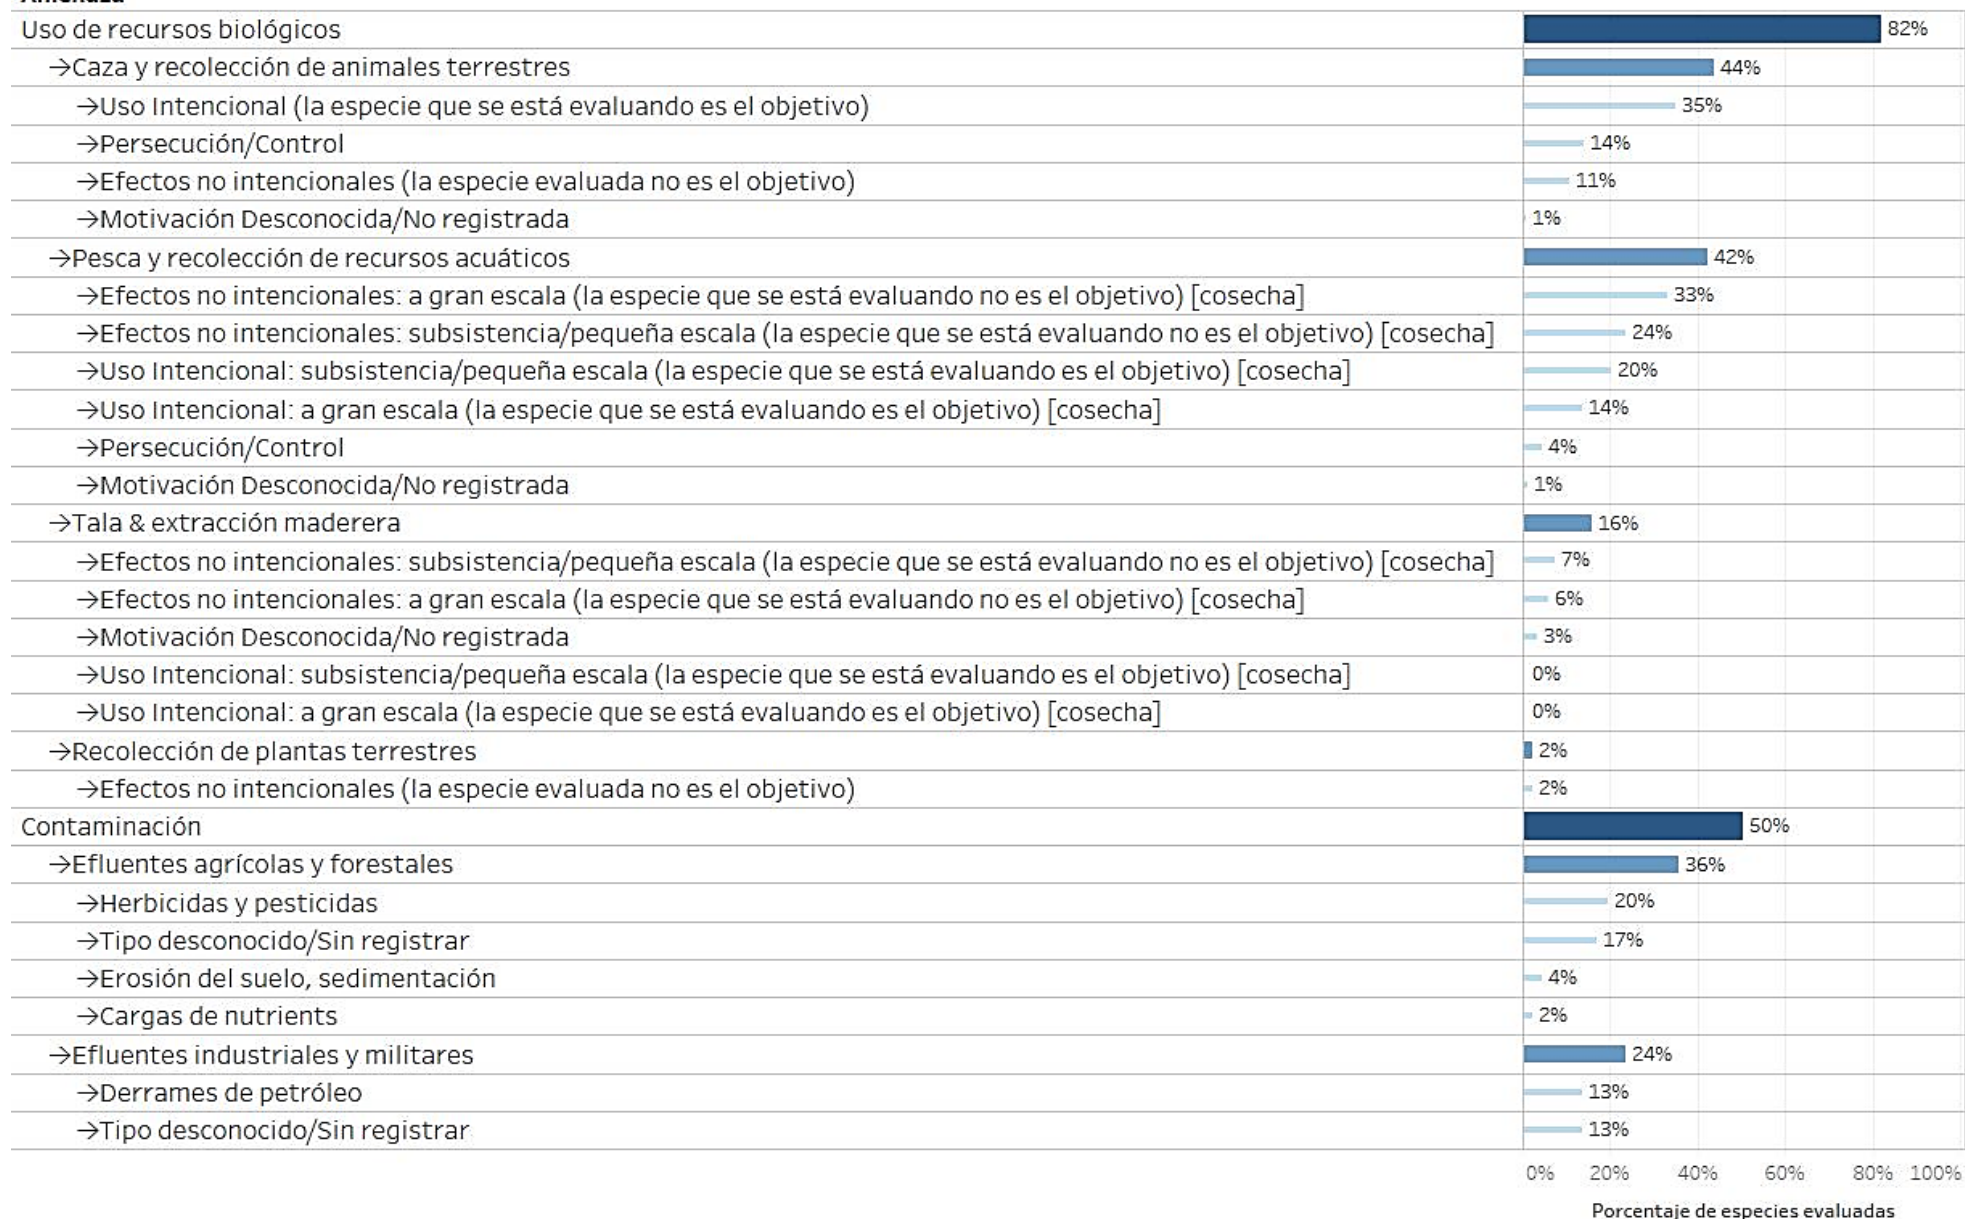 Amenaza
Uso de recursos biológicos 82%
→Caza y recolección de animales terrestres 44%
→Uso Intencional (la especie que se está evaluando es el objetivo) 35%
→Persecución/Control 14%
→Efectos no intencionales (la especie evaluada no es el objetivo) 11%
→Motivación Desconocida/No registrada 1%
→Pesca y recolección de recursos acuáticos 42%
→Efectos no intencionales: a gran escala (la especie que se está evaluando no es el objetivo) [cosecha] 33%
→Efectos no intencionales: subsistencia/pequeña escala (la especie que se está evaluando no es el objetivo) [cosecha] 24%
→Uso Intencional: subsistencia/pequeña escala (la especie que se está evaluando es el objetivo) [cosecha] 20%
→Uso Intencional: a gran escala (la especie que se está evaluando es el objetivo) [cosecha] 14%
→Persecución/Control 4%
→Motivación Desconocida/No registrada 1%
→Tala & extracción maderera 16%
→Efectos no intencionales: subsistencia/pequeña escala (la especie que se está evaluando no es el objetivo) [cosecha] 7%
→Efectos no intencionales: a gran escala (la especie que se está evaluando no es el objetivo) [cosecha] 6%
→Motivación Desconocida/No registrada 3%
→Uso Intencional: subsistencia/pequeña escala (la especie que se está evaluando es el objetivo) [cosecha] 0%
→Uso Intencional: a gran escala (la especie que se está evaluando es el objetivo) [cosecha] 0%
→Recolección de plantas terrestres 2%
→Efectos no intencionales (la especie evaluada no es el objetivo) 2%
Contaminación 50%
→Efluentes agrícolas y forestales 36%
→Herbicidas y pesticidas 20%
→Tipo desconocido/Sin registrar 17%
→Erosión del suelo, sedimentación 4%
→Cargas de nutrients 2%
→Efluentes industriales y militares 24%
→Derrames de petróleo 13%
→Tipo desconocido/Sin registrar 13%
0% 20% 40% 60% 80% 100%
Porcentaje de especies evaluadas